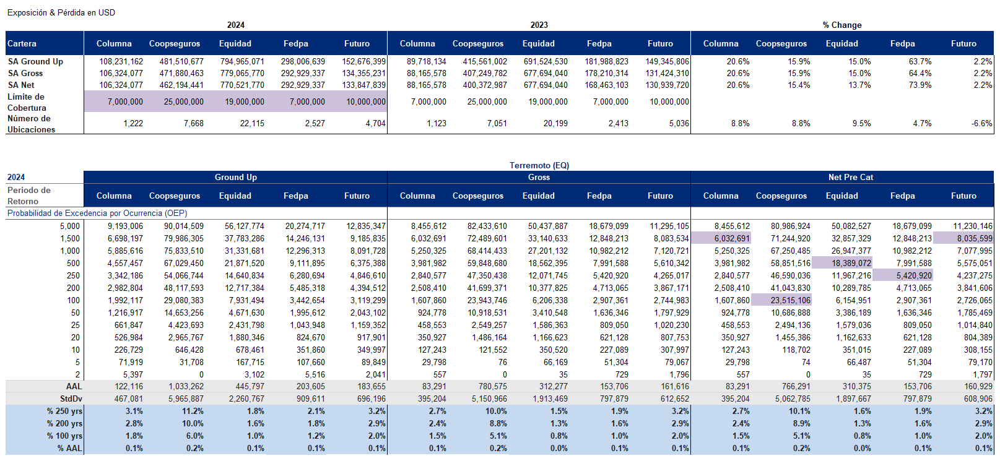 Exposición & Pérdida en USD
2024 2023 % Change
Cartera Columna Coopseguros Equidad Fedpa Futuro Columna Coopseguros Equidad Fedpa Futuro Columna Coopseguros Equidad Fedpa Futuro
SA Ground Up 108,231,162 481,510,677 794,965,071 298,006,639 152,676,399 89,718,134 415,561,002 691,524,530 181,988,823 149,345,806 20.6% 15.9% 15.0% 63.7% 2.2%
SA Gross 106,324,077 471,880,463 779,065,770 292,929,337 134,355,231 88,165,578 407,249,782 677,694,040 178,210,314 131,424,310 20.6% 15.9% 15.0% 64.4% 2.2%
SA Net 106,324,077 462,194,441 770,521,770 292,929,337 133,847,839 88,165,578 400,372,987 677,694,040 168,463,103 130,939,720 20.6% 15.4% 13.7% 73.9% 2.2%
Límite de
Cobertura 7,000,000 25,000,000 19,000,000 7,000,000 10,000,000 7,000,000 25,000,000 19,000,000 7,000,000 10,000,000
Número de
Ubicaciones 1,222 7,668 22,115 2,527 4,704 1,123 7,051 20,199 2,413 5,036 8.8% 8.8% 9.5% 4.7% -6.6%
Terremoto (EQ)
2024 Ground Up Gross Net Pre Cat
Periodo de
Retorno Columna Coopseguros Equidad Fedpa Futuro Columna Coopseguros Equidad Fedpa Futuro Columna Coopseguros Equidad Fedpa Futuro
Probabilidad de Excedencia por Ocurrencia (OEP)
5,000 9,193,006 90,014,509 56,127,774 20,274,717 12,835,347 8,455,612 82,433,610 50,437,887 18,679,099 11,295,105 8,455,612 80,986,924 50,082,527 18,679,099 11,230,146
1,500 6,698,197 79,986,305 37,783,286 14,246,131 9,185,835 6,032,691 72,489,601 33,140,633 12,848,213 8,083,534 6,032,691 71,244,920 32,857,329 12,848,213 8,035,599
1,000 5,885,616 75,833,510 31,331,681 12,296,313 8,091,728 5,250,325 68,414,433 27,201,132 10,982,212 7,120,721 5,250,325 67,250,485 26,947,377 10,982,212 7,077,995
500 4,557,457 67,029,450 21,871,520 9,111,895 6,375,388 3,981,982 59,848,680 18,562,395 7,991,588 5,610,342 3,981,982 58,851,516 18,389,072 7,991,588 5,575,051
250 3,342,186 54,066,744 14,640,834 6,280,694 4,846,610 2,840,577 47,350,438 12,071,745 5,420,920 4,265,017 2,840,577 46,590,036 11,967,216 5,420,920 4,237,275
200 2,982,804 48,117,593 12,717,384 5,485,318 4,394,512 2,508,410 41,699,371 10,377,825 4,713,065 3,867,171 2,508,410 41,043,830 10,289,785 4,713,065 3,841,606
100 1,992,117 29,080,383 7,931,494 3,442,654 3,119,299 1,607,860 23,943,746 6,206,338 2,907,361 2,744,983 1,607,860 23,515,106 6,154,951 2,907,361 2,726,065
50 1,216,917 14,653,256 4,671,630 1,995,612 2,043,102 924,778 10,918,531 3,410,548 1,636,346 1,797,929 924,778 10,686,888 3,386,189 1,636,346 1,785,469
25 661,847 4,423,693 2,431,798 1,043,948 1,159,352 458,553 2,549,257 1,586,363 809,050 1,020,230 458,553 2,494,136 1,579,036 809,050 1,014,840
20 526,984 2,965,767 1,880,346 824,670 917,901 350,927 1,486,164 1,166,623 621,128 807,753 350,927 1,455,386 1,162,633 621,128 804,389
10 226,729 646,428 678,461 351,860 349,997 127,243 121,552 350,520 227,089 307,997 127,243 118,702 351,015 227,089 308,155
5 71,919 31,708 167,715 107,660 89,849 29,798 76 66,169 51,304 79,067 29,798 74 66,487 51,304 79,170
2 5,397 0 3,102 5,516 2,041 557 0 35 729 1,796 557 0 35 729 1,797
AAL 122,116 1,033,262 445,797 203,605 183,655 83,291 780,575 312,277 153,706 161,616 83,291 766,291 310,375 153,706 160,929
StdDv 467,081 5,965,887 2,260,767 909,611 696,196 395,204 5,150,966 1,913,469 797,879 612,652 395,204 5,062,785 1,897,667 797,879 608,906
% 250 yrs 3.1% 11.2% 1.8% 2.1% 3.2% 2.7% 10.0% 1.5% 1.9% 3.2% 2.7% 10.1% 1.6% 1.9% 3.2%
% 200 yrs 2.8% 10.0% 1.6% 1.8% 2.9% 2.4% 8.8% 1.3% 1.6% 2.9% 2.4% 8.9% 1.3% 1.6% 2.9%
% 100 yrs 1.8% 6.0% 1.0% 1.2% 2.0% 1.5% 5.1% 0.8% 1.0% 2.0% 1.5% 5.1% 0.8% 1.0% 2.0%
% AAL 0.1% 0.2% 0.1% 0.1% 0.1% 0.1% 0.2% 0.0% 0.1% 0.1% 0.1% 0.2% 0.0% 0.1% 0.1%